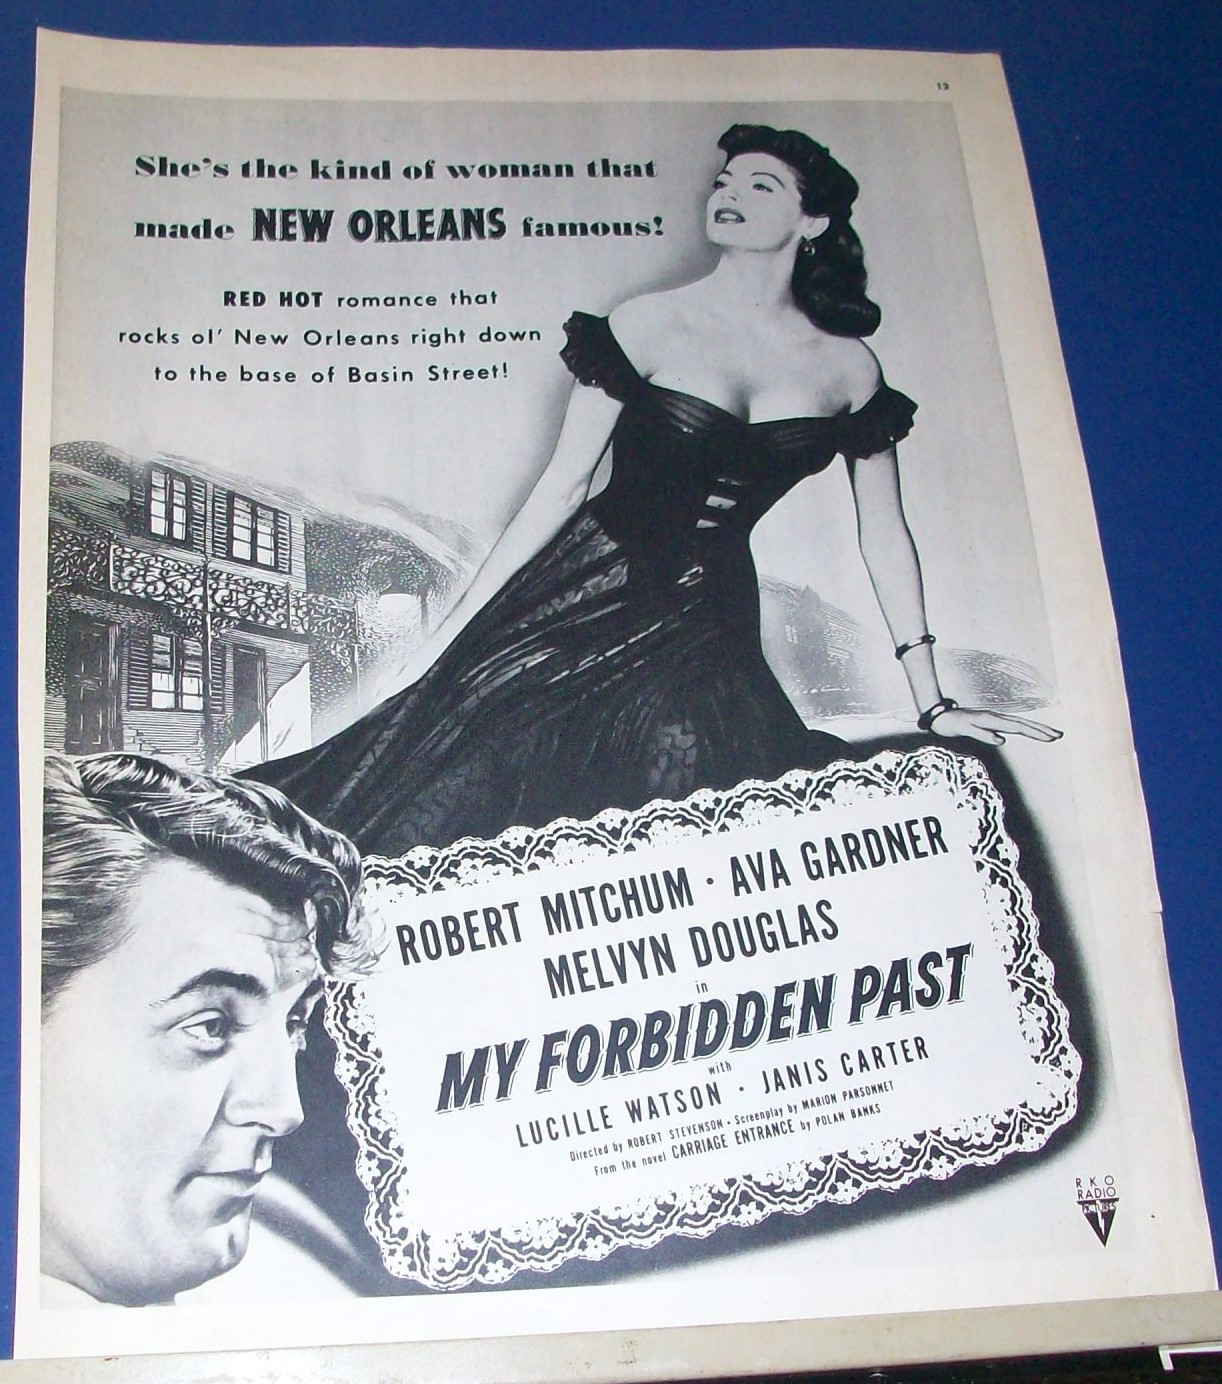 13
She's the kind of woman that
made NEW ORLEANS famous!
RED HOT romance that
rocks ol' New Orleans right down
to the base of Basin Street!
ROBERT MITCHUM · AVA GARDNER
MELVYN DOUGLAS
in
MY FORBIDDEN PAST
with
LUCILLE WATSON · JANIS CARTER
Directed by ROBERT STEVENSON · Screenplay by MARION PARSONNET
From the novel CARRIAGE ENTRANCE by POLAN BANKS
RKO
RADIO
PICTURES